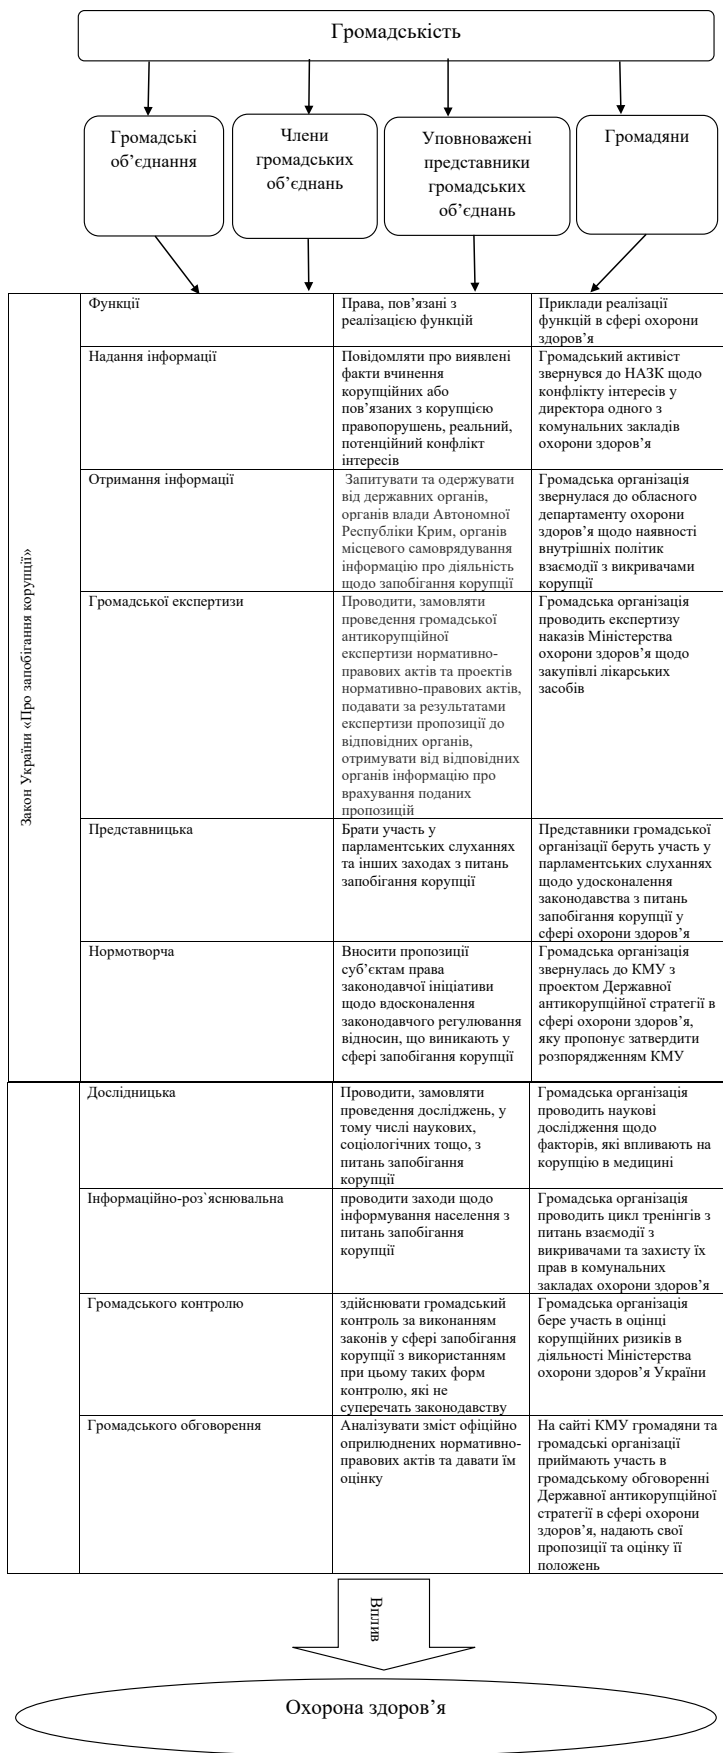 Громадськість
Громадські
об’єднання
Члени
громадських
об’єднань
Уповноважені
представники
громадських
об’єднань
Громадяни
Закон України «Про запобігання корупції»
Функції
Права, пов’язані з
реалізацією функцій
Приклади реалізації
функцій в сфері охорони
здоров’я
Надання інформації
Повідомляти про виявлені
факти вчинення
корупційних або
пов’язаних з корупцією
правопорушень, реальний,
потенційний конфлікт
інтересів
Громадський активіст
звернувся до НАЗК щодо
конфлікту інтересів у
директора одного з
комунальних закладів
охорони здоров’я
Отримання інформації
Запитувати та одержувати
від державних органів,
органів влади Автономної
Республіки Крим, органів
місцевого самоврядування
інформацію про діяльність
щодо запобігання корупції
Громадська організація
звернулася до обласного
департаменту охорони
здоров’я щодо наявності
внутрішніх політик
взаємодії з викривачами
корупції
Громадської експертизи
Проводити, замовляти
проведення громадської
антикорупційної
експертизи нормативно-
правових актів та проектів
нормативно-правових актів,
подавати за результатами
експертизи пропозиції до
відповідних органів,
отримувати від відповідних
органів інформацію про
врахування поданих
пропозицій
Громадська організація
проводить експертизу
наказів Міністерства
охорони здоров’я щодо
закупівлі лікарських
засобів
Представницька
Брати участь у
парламентських слуханнях
та інших заходах з питань
запобігання корупції
Представники громадської
організації беруть участь у
парламентських слуханнях
щодо удосконалення
законодавства з питань
запобігання корупції у
сфері охорони здоров’я
Нормотворча
Вносити пропозиції
суб’єктам права
законодавчої ініціативи
щодо вдосконалення
законодавчого регулювання
відносин, що виникають у
сфері запобігання корупції
Громадська організація
звернулась до КМУ з
проектом Державної
антикорупційної стратегії в
сфері охорони здоров’я,
яку пропонує затвердити
розпорядженням КМУ
Дослідницька
Проводити, замовляти
проведення досліджень, у
тому числі наукових,
соціологічних тощо, з
питань запобігання
корупції
Громадська організація
проводить наукові
дослідження щодо
факторів, які впливають на
корупцію в медицині
Інформаційно-роз`яснювальна
проводити заходи щодо
інформування населення з
питань запобігання
корупції
Громадська організація
проводить цикл тренінгів з
питань взаємодії з
викривачами та захисту їх
прав в комунальних
закладах охорони здоров’я
Громадського контролю
здійснювати громадський
контроль за виконанням
законів у сфері запобігання
корупції з використанням
при цьому таких форм
контролю, які не
суперечать законодавству
Громадська організація
бере участь в оцінці
корупційних ризиків в
діяльності Міністерства
охорони здоров’я України
Громадського обговорення
Аналізувати зміст офіційно
оприлюднених нормативно-
правових актів та давати їм
оцінку
На сайті КМУ громадяни та
громадські організації
приймають участь в
громадському обговоренні
Державної антикорупційної
стратегії в сфері охорони
здоров’я, надають свої
пропозиції та оцінку її
положень
Вплив
Охорона здоров’я